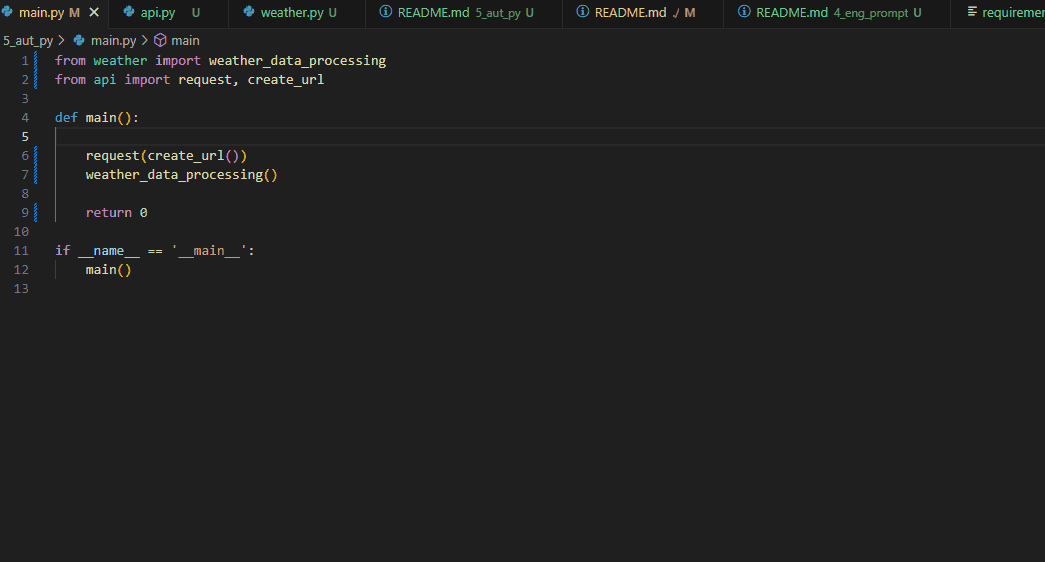 main.py M
api.py U
weather.py U
README.md 5_aut_py U
README.md ./ M
README.md 4_eng_prompt U
5_aut_py > main.py > main
1 from weather import weather_data_processing
2 from api import request, create_url
3
4 def main():
5
6     request(create_url())
7     weather_data_processing()
8
9     return 0
10
11 if __name__ == '__main__':
12     main()
13